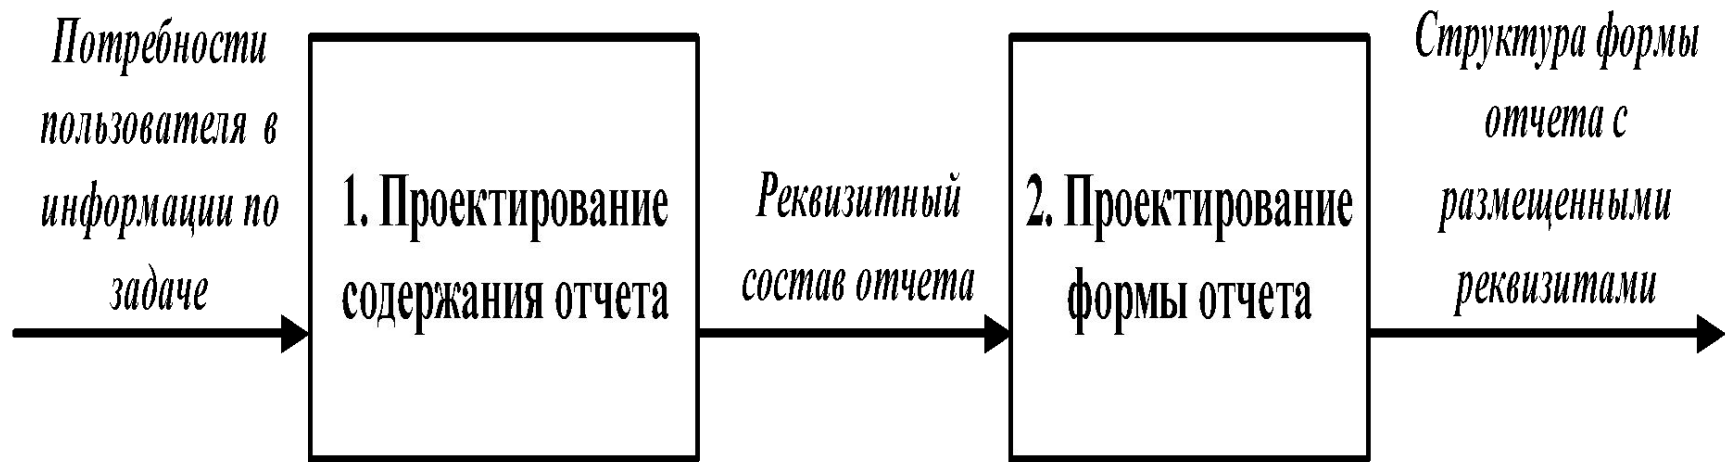 Потребности
пользователя в
информации по
задаче
1. Проектирование
содержания отчета
Реквизитный
состав отчета
2. Проектирование
формы отчета
Структура формы
отчета с
размещенными
реквизитами